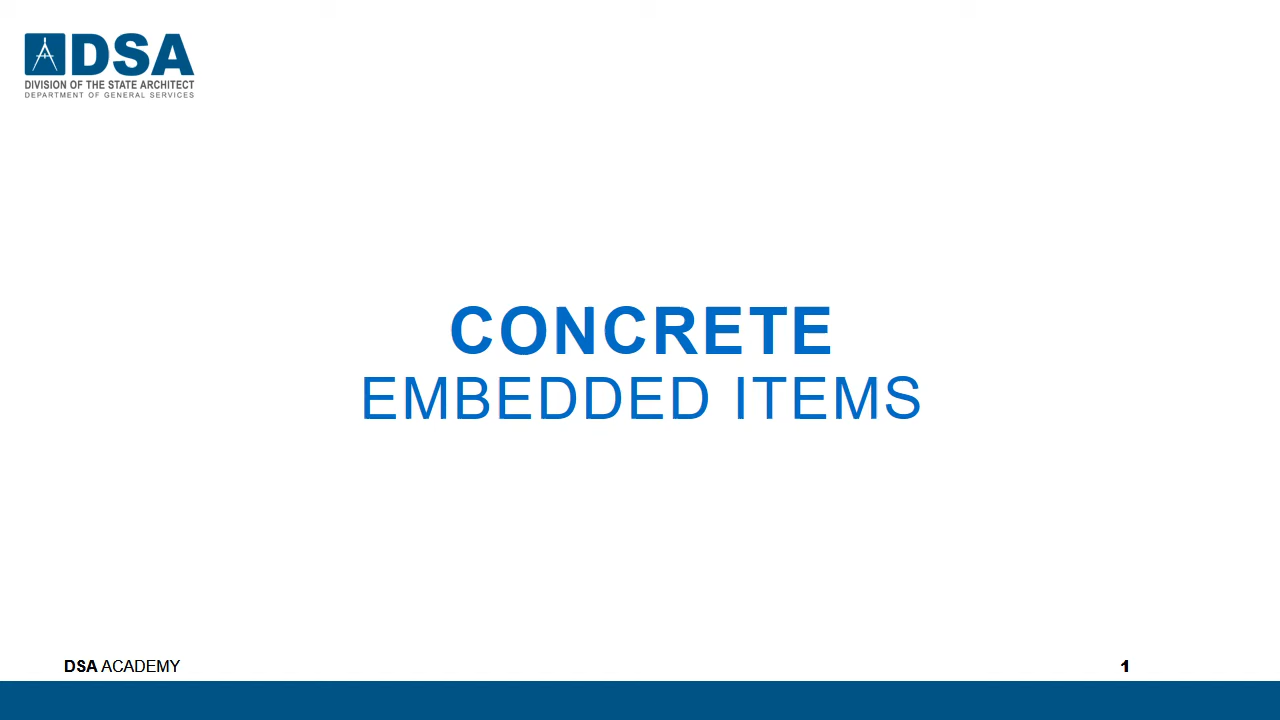 DSA
DIVISION OF THE STATE ARCHITECT
DEPARTMENT OF GENERAL SERVICES
CONCRETE
EMBEDDED ITEMS
DSA ACADEMY
1